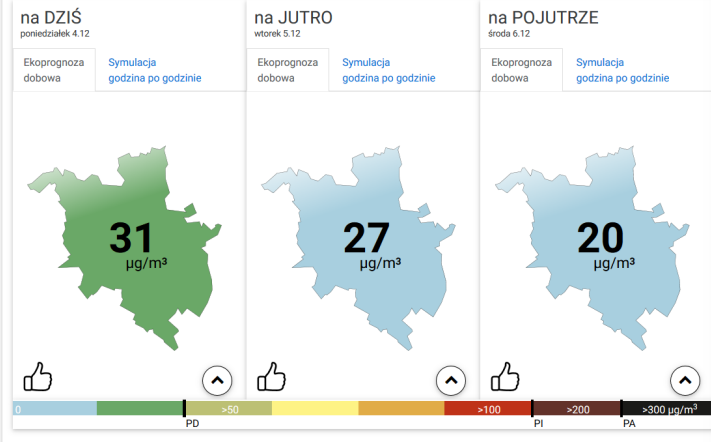 na DZIŚ
poniedziałek 4.12
Ekoprognoza
dobowa
Symulacja
godzina po godzinie
31
µg/m³
na JUTRO
wtorek 5.12
Ekoprognoza
dobowa
Symulacja
godzina po godzinie
27
µg/m³
na POJUTRZE
środa 6.12
Ekoprognoza
dobowa
Symulacja
godzina po godzinie
20
µg/m³
0 >50 >100 >200 >300 µg/m³
PD PI PA